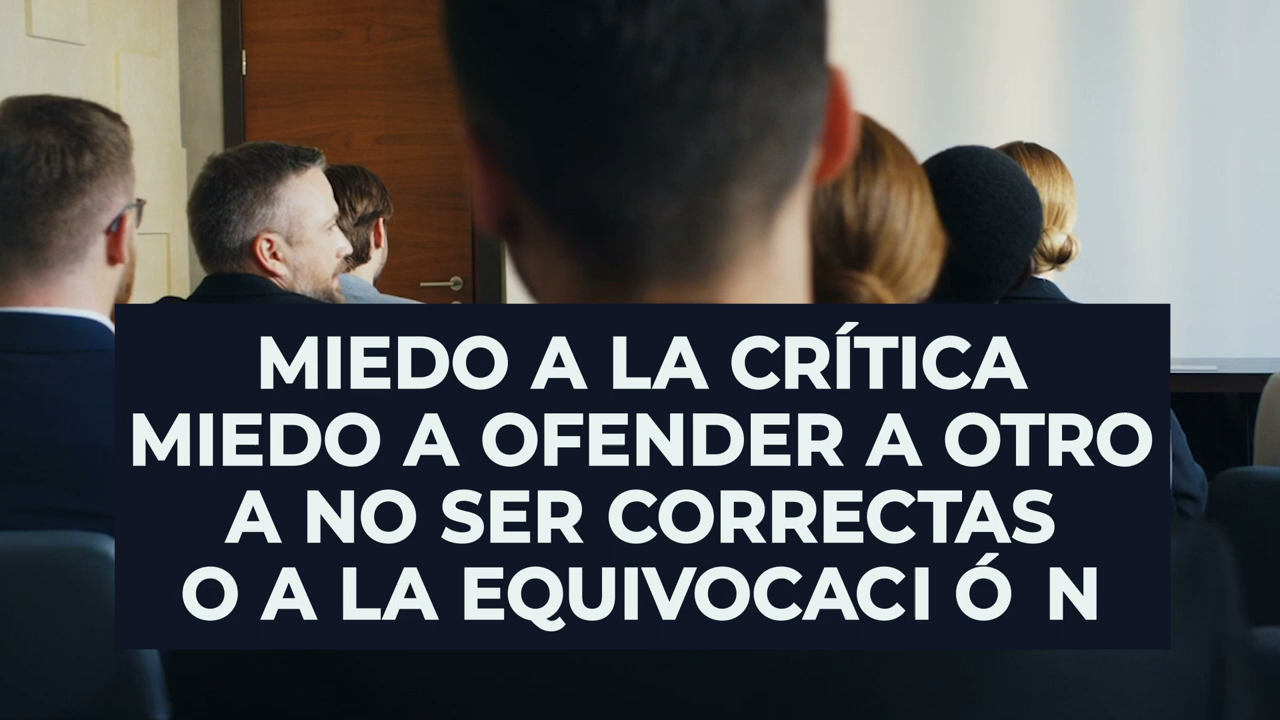 MIEDO A LA CRÍTICA
MIEDO A OFENDER A OTRO
A NO SER CORRECTAS
O A LA EQUIVOCACI Ó N